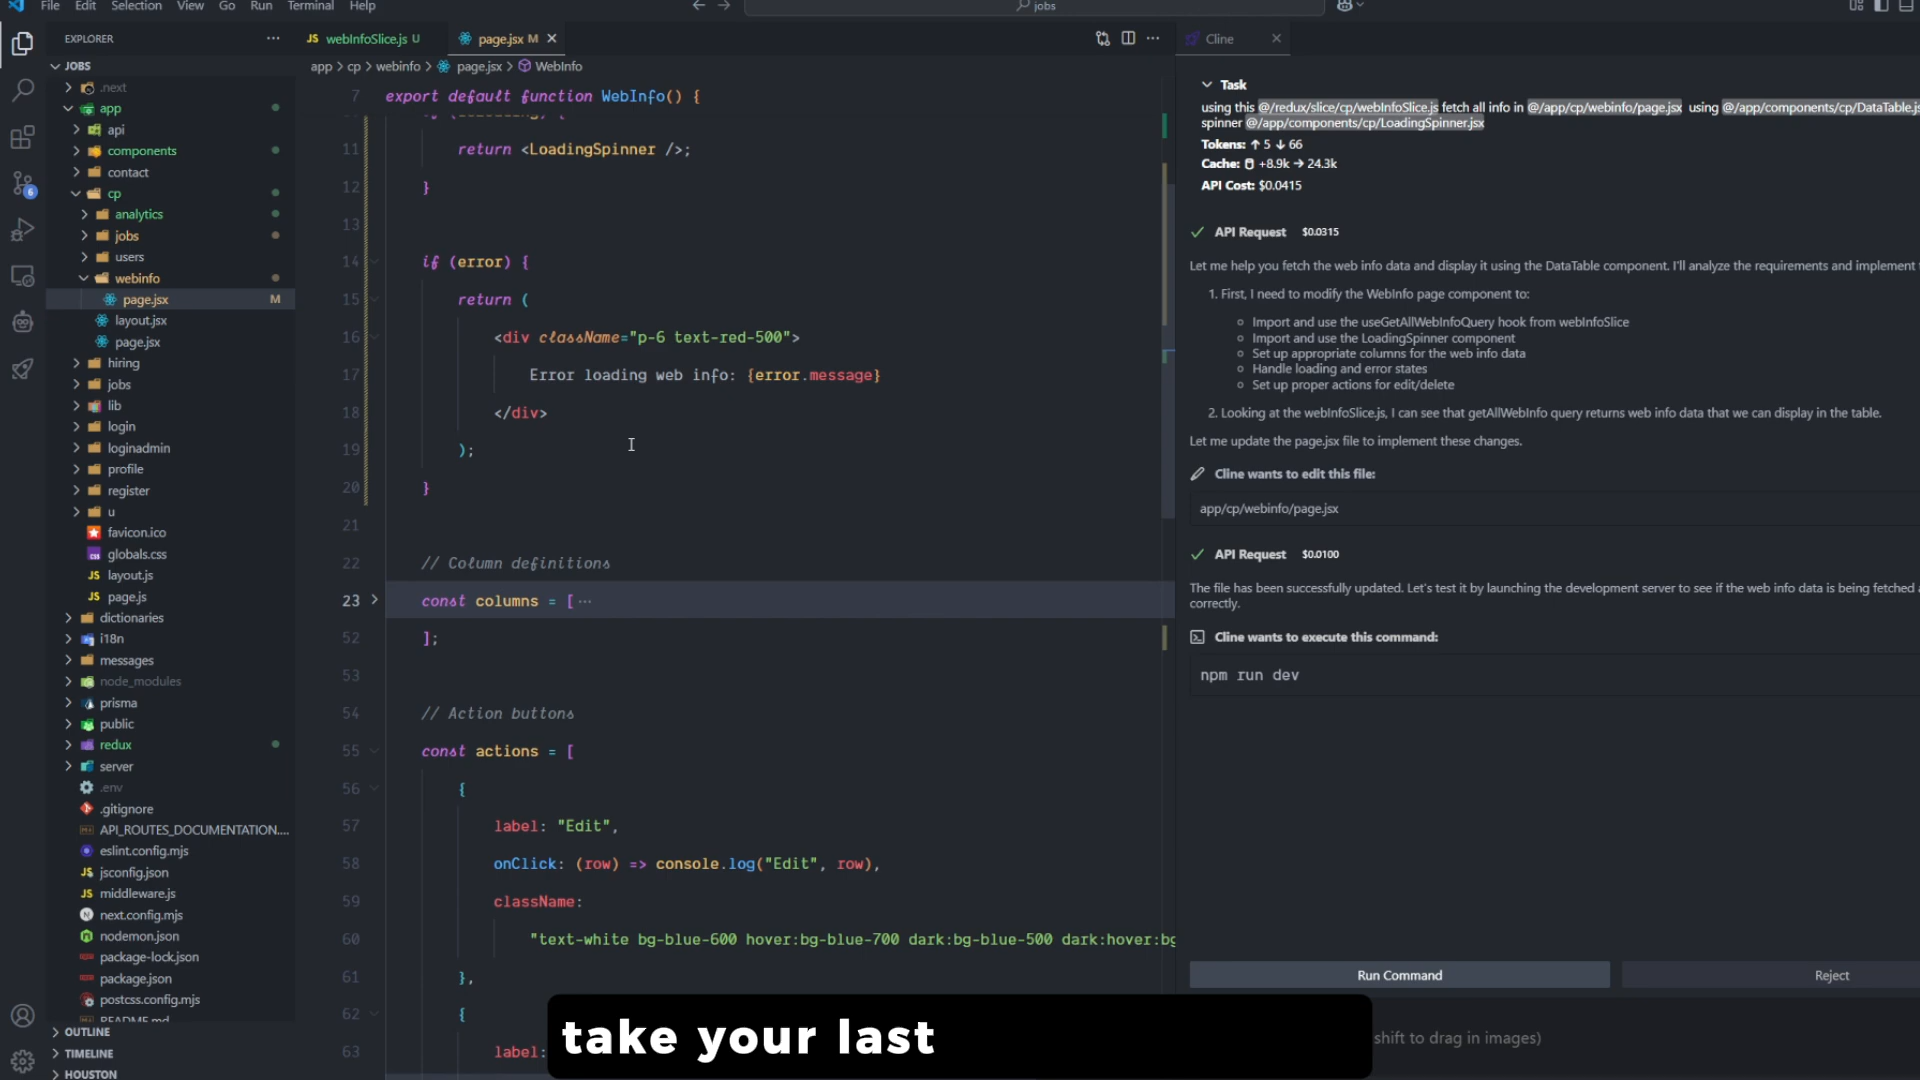 File Edit Selection View Go Run Terminal Help
jobs
EXPLORER
JOBS
.next
app
api
components
contact
cp
analytics
jobs
users
webinfo
page.jsx M
layout.jsx
page.jsx
hiring
jobs
lib
login
loginadmin
profile
register
u
favicon.ico
globals.css
layout.js
page.js
dictionaries
i18n
messages
node_modules
prisma
public
redux
server
.env
.gitignore
API_ROUTES_DOCUMENTATION....
eslint.config.mjs
jsconfig.json
middleware.js
next.config.mjs
nodemon.json
package-lock.json
package.json
postcss.config.mjs
README.md
OUTLINE
TIMELINE
HOUSTON
6
JS webInfoSlice.js U
page.jsx M
app > cp > webinfo > page.jsx > WebInfo
7 export default function WebInfo() {
11 return <LoadingSpinner />;
12 }
13
14 if (error) {
15 return (
16 <div className="p-6 text-red-500">
17 Error loading web info: {error.message}
18 </div>
19 );
20 }
21
22 // Column definitions
23 const columns = [ ···
52 ];
53
54 // Action buttons
55 const actions = [
56 {
57 label: "Edit",
58 onClick: (row) => console.log("Edit", row),
59 className:
60 "text-white bg-blue-600 hover:bg-blue-700 dark:bg-blue-500 dark:hover:bg
61 },
62 {
63 label:
Cline
Task
using this @/redux/slice/cp/webInfoSlice.js fetch all info in @/app/cp/webinfo/page.jsx using @/app/components/cp/DataTable.js
spinner @/app/components/cp/LoadingSpinner.jsx
Tokens: ↑ 5 ↓ 66
Cache: +8.9k → 24.3k
API Cost: $0.0415
API Request $0.0315
Let me help you fetch the web info data and display it using the DataTable component. I'll analyze the requirements and implement
1. First, I need to modify the WebInfo page component to:
Import and use the useGetAllWebInfoQuery hook from webInfoSlice
Import and use the LoadingSpinner component
Set up appropriate columns for the web info data
Handle loading and error states
Set up proper actions for edit/delete
2. Looking at the webInfoSlice.js, I can see that getAllWebInfo query returns web info data that we can display in the table.
Let me update the page.jsx file to implement these changes.
Cline wants to edit this file:
app/cp/webinfo/page.jsx
API Request $0.0100
The file has been successfully updated. Let's test it by launching the development server to see if the web info data is being fetched
correctly.
Cline wants to execute this command:
npm run dev
Run Command
Reject
shift to drag in images)
take your last